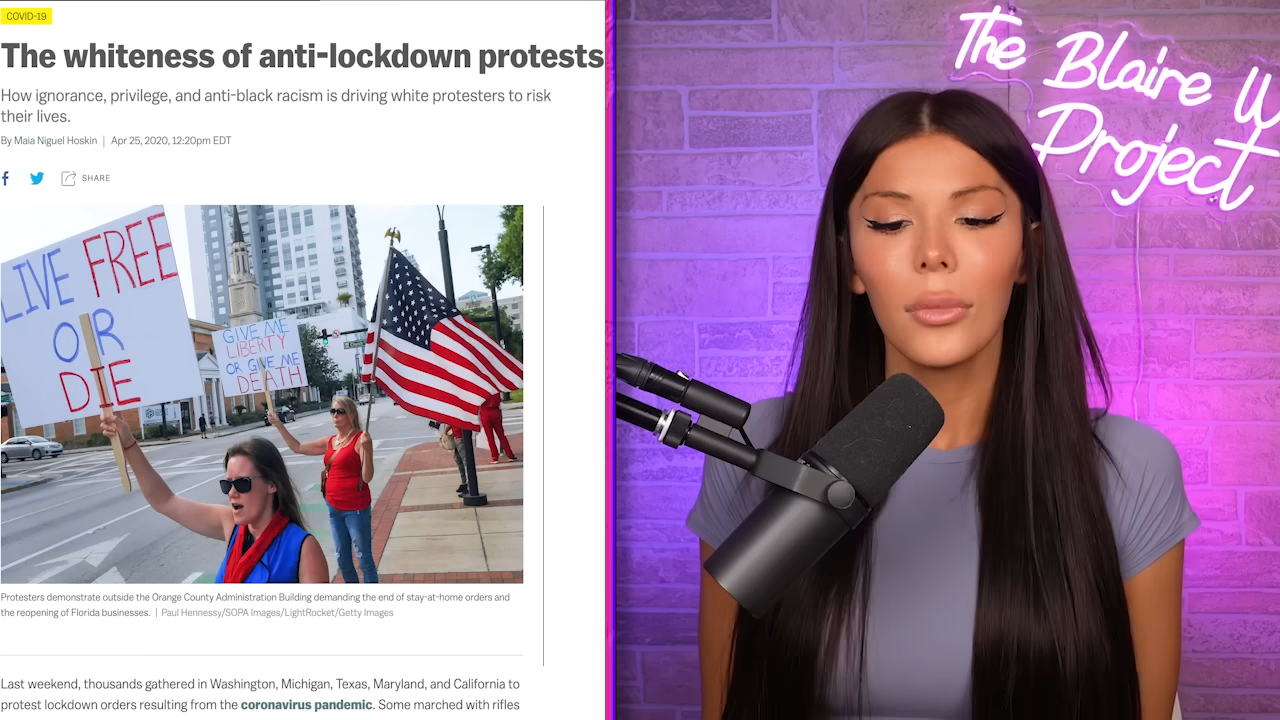 COVID-19
The whiteness of anti-lockdown protests
How ignorance, privilege, and anti-black racism is driving white protesters to risk
their lives.
By Maia Niguel Hoskin | Apr 25, 2020, 12:20pm EDT
SHARE
LIVE FREE
OR
DIE
GIVE ME
LIBERTY
OR GIVE ME
DEATH
Protesters demonstrate outside the Orange County Administration Building demanding the end of stay-at-home orders and
the reopening of Florida businesses. | Paul Hennessy/SOPA Images/LightRocket/Getty Images
Last weekend, thousands gathered in Washington, Michigan, Texas, Maryland, and California to
protest lockdown orders resulting from the coronavirus pandemic. Some marched with rifles
The Blaire W
Project